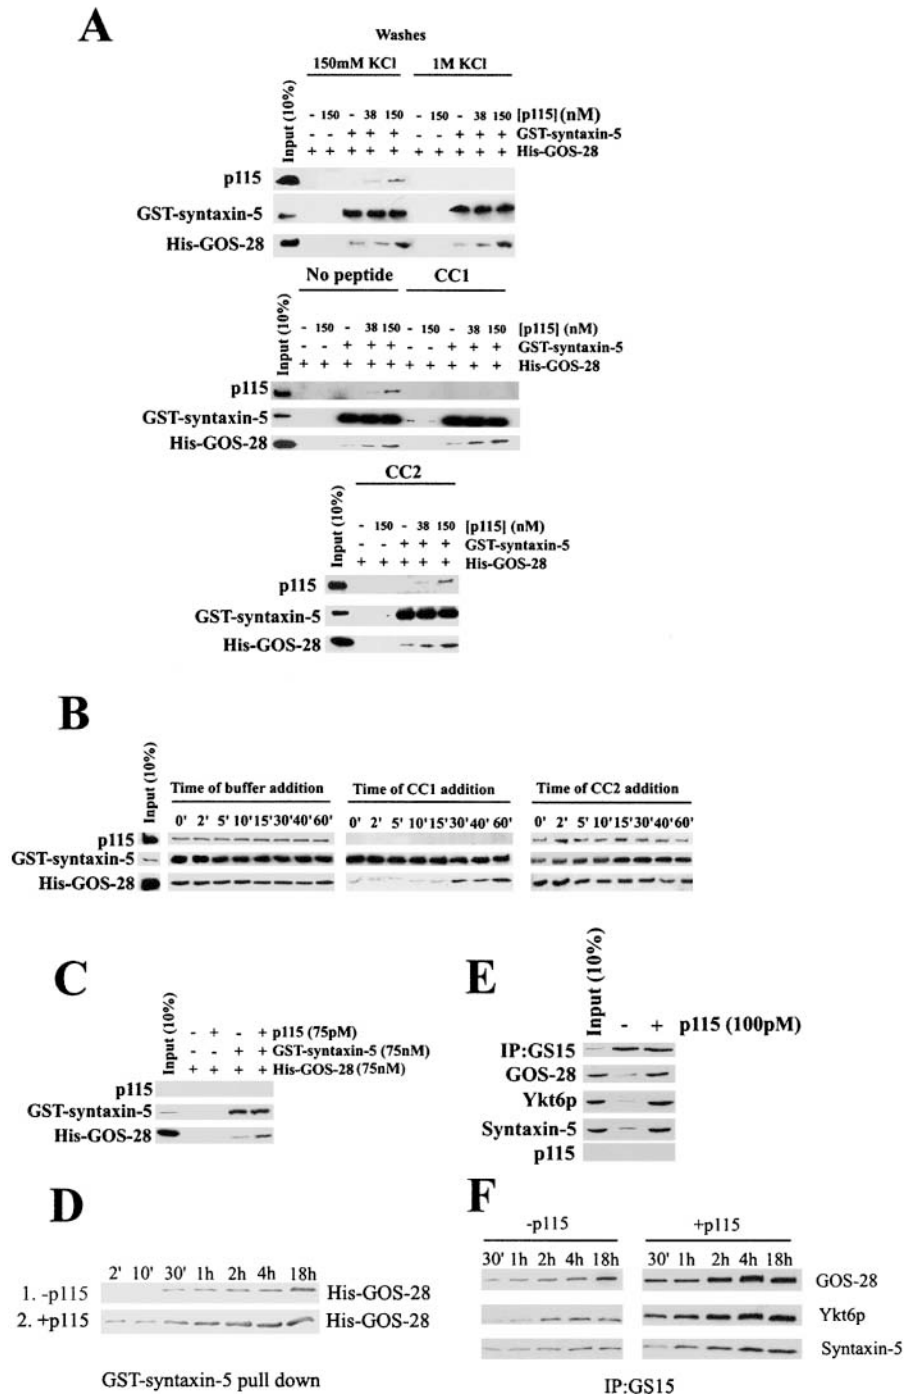 A
Washes
150mM KCl 1M KCl
Input (10%)
- 150 - 38 150 - 150 - 38 150 [p115] (nM)
- - + + + - - + + + GST-syntaxin-5
+ + + + + + + + + + His-GOS-28
p115
GST-syntaxin-5
His-GOS-28
No peptide CC1
Input (10%)
- 150 - 38 150 - 150 - 38 150 [p115] (nM)
- - + + + - - + + + GST-syntaxin-5
+ + + + + + + + + + His-GOS-28
p115
GST-syntaxin-5
His-GOS-28
CC2
Input (10%)
- 150 - 38 150 [p115] (nM)
- - + + + GST-syntaxin-5
+ + + + + His-GOS-28
p115
GST-syntaxin-5
His-GOS-28
B
Input (10%)
Time of buffer addition Time of CC1 addition Time of CC2 addition
0' 2' 5' 10' 15' 30' 40' 60' 0' 2' 5' 10' 15' 30' 40' 60' 0' 2' 5' 10' 15' 30' 40' 60'
p115
GST-syntaxin-5
His-GOS-28
C
Input (10%)
- + - + p115 (75pM)
- - + + GST-syntaxin-5 (75nM)
+ + + + His-GOS-28 (75nM)
p115
GST-syntaxin-5
His-GOS-28
E
Input (10%)
- + p115 (100pM)
IP:GS15
GOS-28
Ykt6p
Syntaxin-5
p115
D
2' 10' 30' 1h 2h 4h 18h
1. -p115 His-GOS-28
2. +p115 His-GOS-28
GST-syntaxin-5 pull down
F
-p115 +p115
30' 1h 2h 4h 18h 30' 1h 2h 4h 18h
GOS-28
Ykt6p
Syntaxin-5
IP:GS15